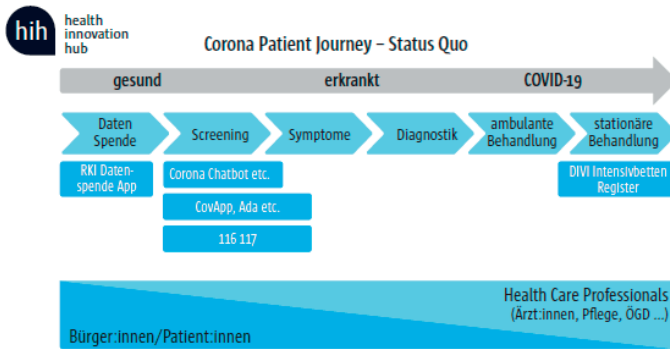 hih
health
innovation
hub
Corona Patient Journey – Status Quo
gesund erkrankt COVID-19
Daten
Spende
Screening
Symptome
Diagnostik
ambulante
Behandlung
stationäre
Behandlung
RKI Daten-
spende App
Corona Chatbot etc.
CovApp, Ada etc.
116 117
DIVI Intensivbetten
Register
Health Care Professionals
(Ärzt:innen, Pflege, ÖGD ...)
Bürger:innen/Patient:innen